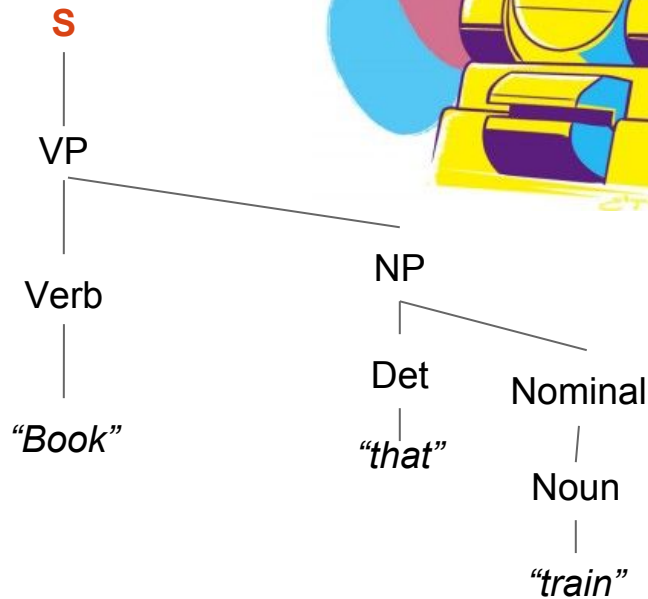 S
VP
NP
Verb
Det
Nominal
“Book”
“that”
Noun
“train”